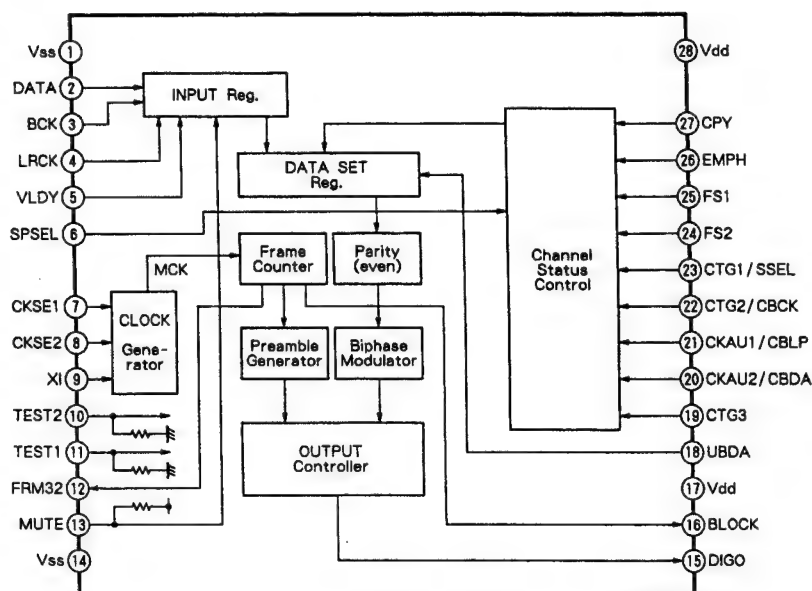 Vss 1
DATA 2
BCK 3
LRCK 4
VLDY 5
SPSEL 6
CKSE1 7
CKSE2 8
XI 9
TEST2 10
TEST1 11
FRM32 12
MUTE 13
Vss 14
INPUT Reg.
DATA SET
Reg.
MCK
Frame
Counter
Parity
(even)
CLOCK
Gene-
rator
Preamble
Generator
Biphase
Modulator
OUTPUT
Controller
Channel
Status
Control
28 Vdd
27 CPY
26 EMPH
25 FS1
24 FS2
23 CTG1/SSEL
22 CTG2/CBCK
21 CKAU1/CBLP
20 CKAU2/CBDA
19 CTG3
18 UBDA
17 Vdd
16 BLOCK
15 DIGO